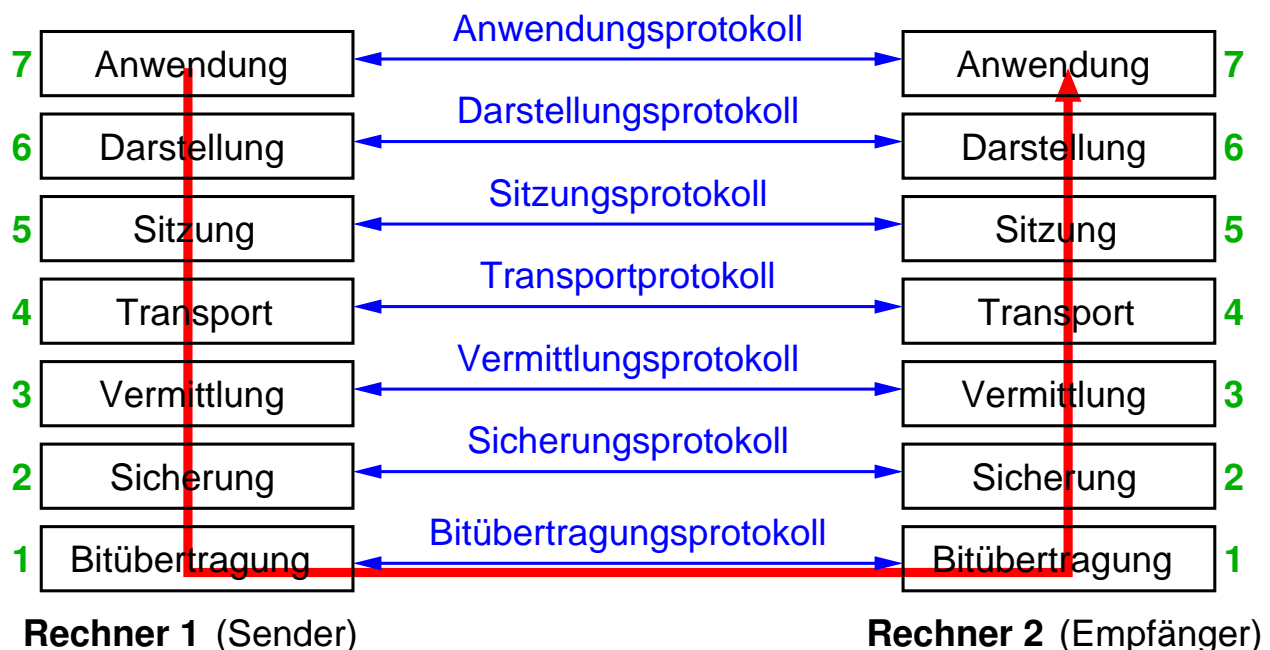 Anwendungsprotokoll
7 Anwendung Anwendung 7
Darstellungsprotokoll
6 Darstellung Darstellung 6
Sitzungsprotokoll
5 Sitzung Sitzung 5
Transportprotokoll
4 Transport Transport 4
Vermittlungsprotokoll
3 Vermittlung Vermittlung 3
Sicherungsprotokoll
2 Sicherung Sicherung 2
Bitübertragungsprotokoll
1 Bitübertragung Bitübertragung 1
Rechner 1 (Sender) Rechner 2 (Empfänger)